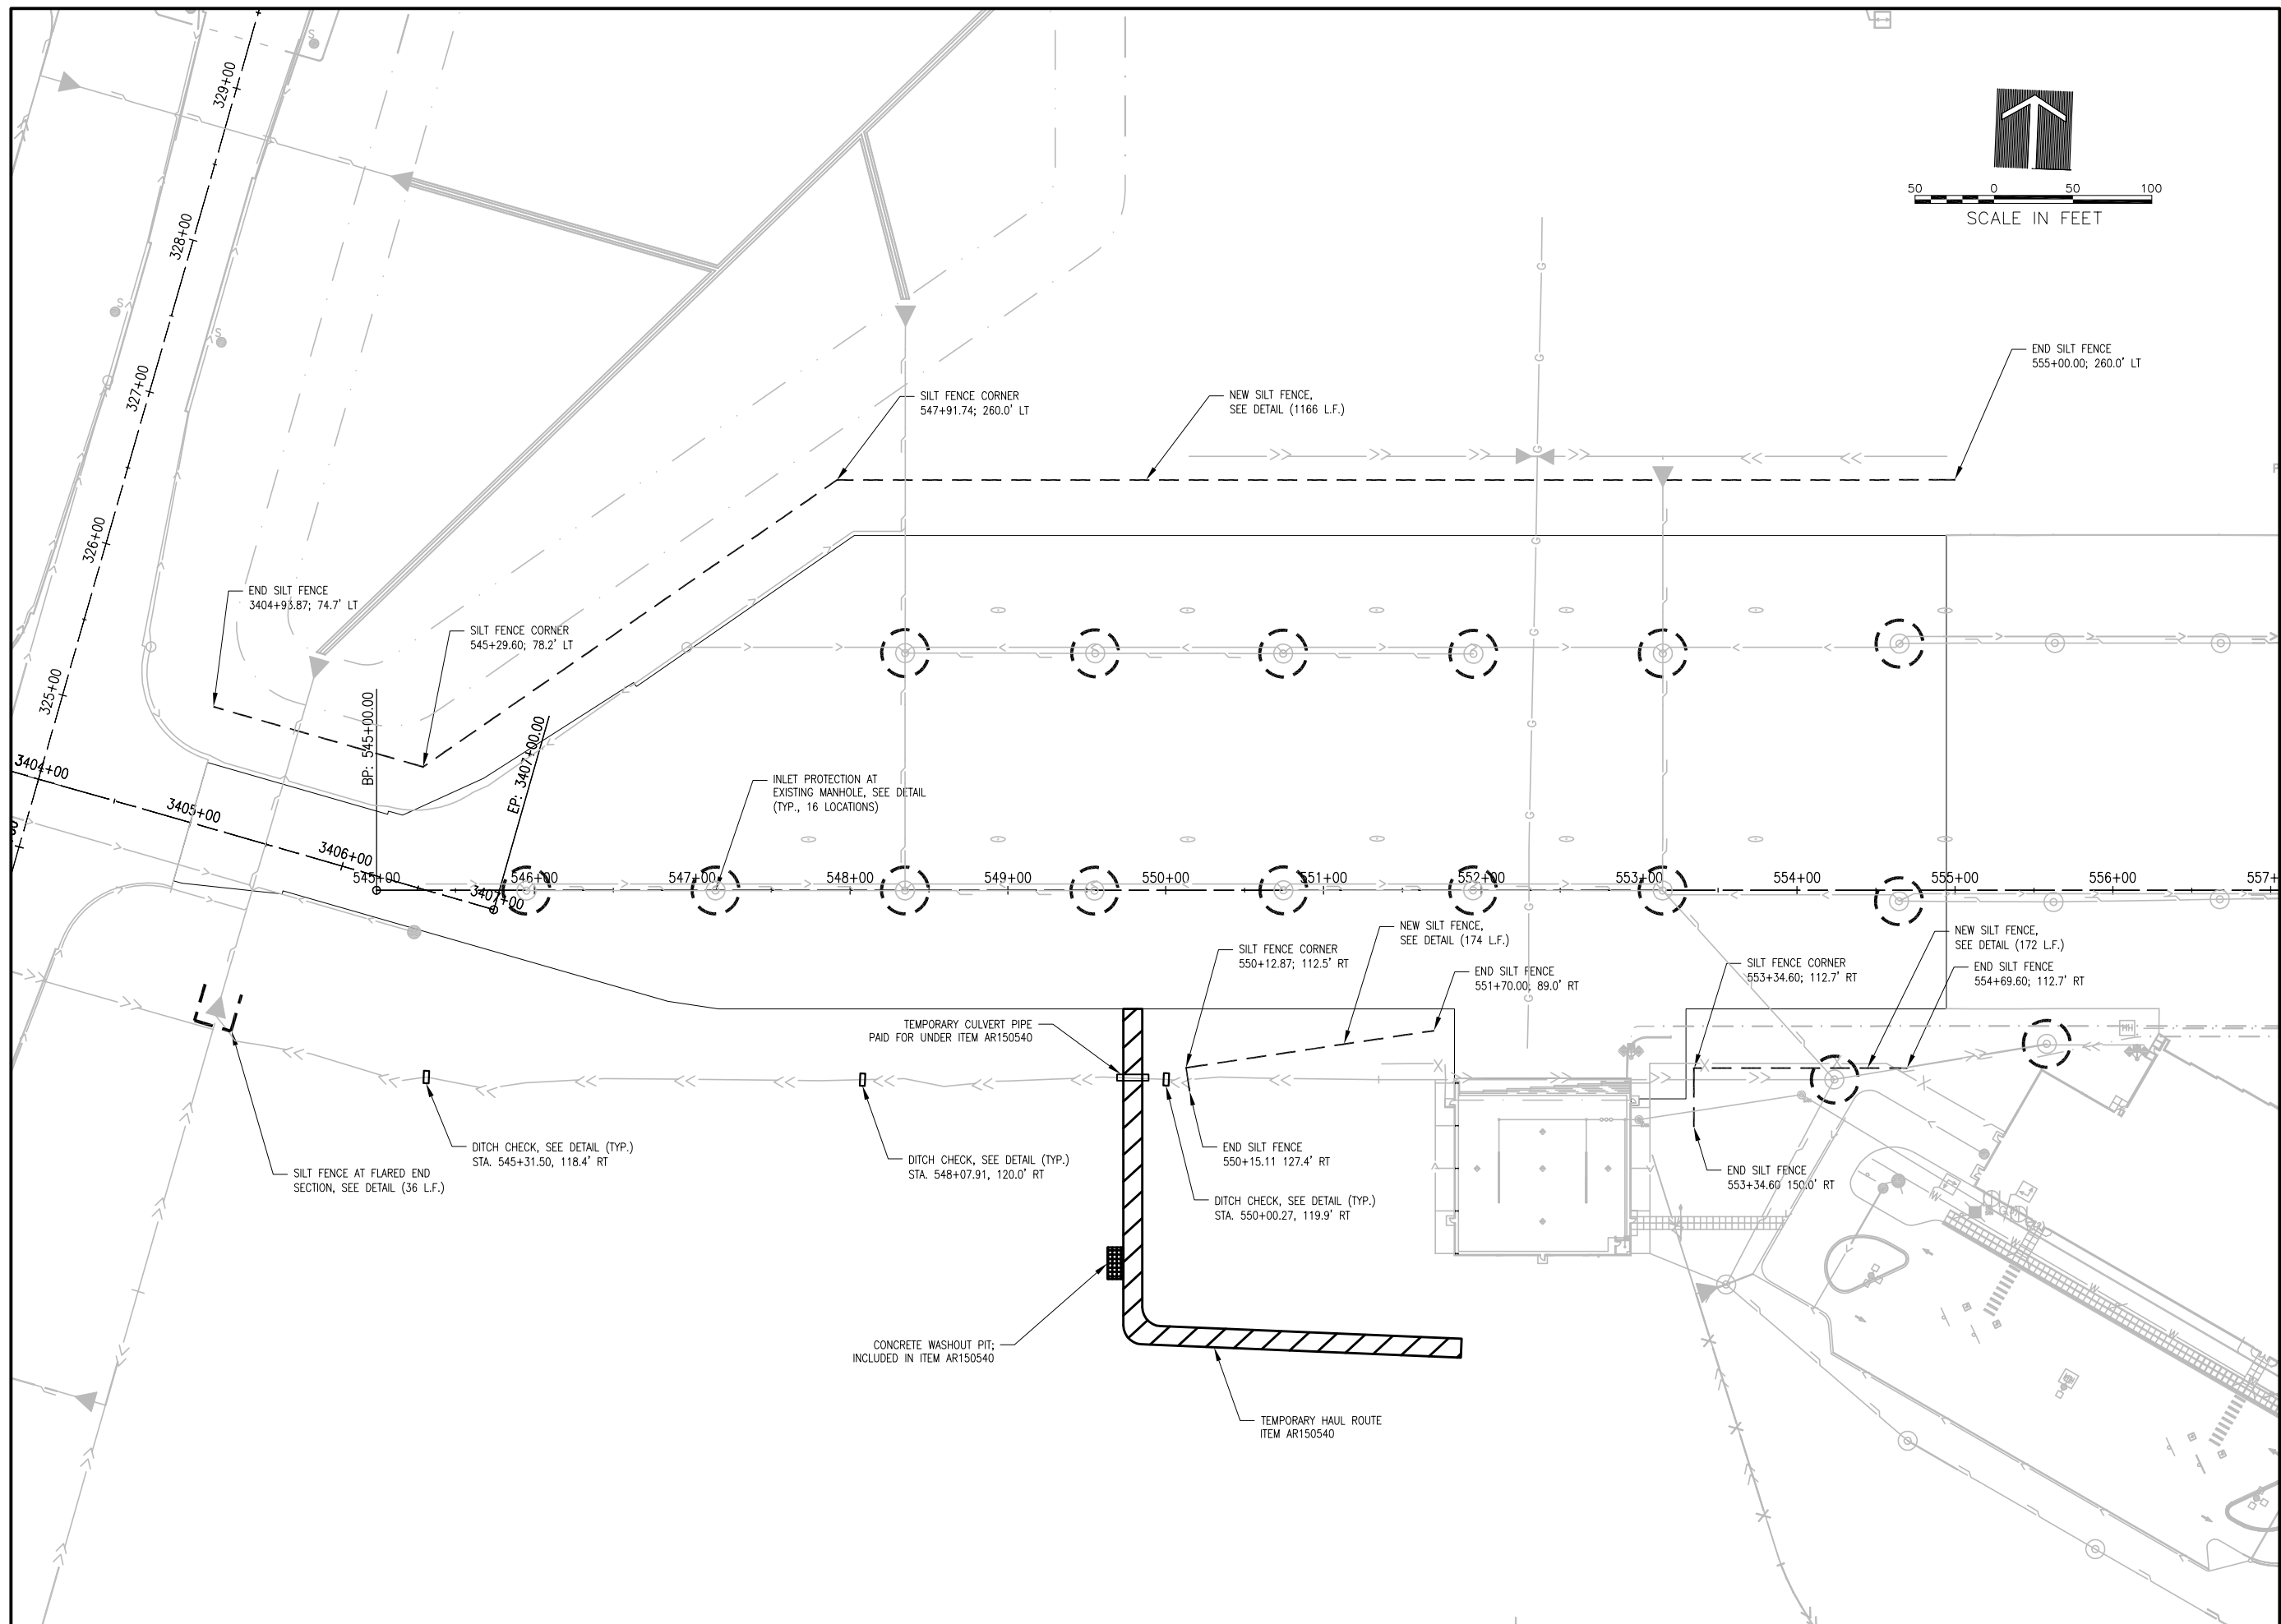 50 0 50 100
SCALE IN FEET
329+00
328+00
327+00
326+00
325+00
S
S
S
END SILT FENCE
555+00.00; 260.0' LT
SILT FENCE CORNER
547+91.74; 260.0' LT
NEW SILT FENCE,
SEE DETAIL (1166 L.F.)
END SILT FENCE
3404+93.87; 74.7' LT
SILT FENCE CORNER
545+29.60; 78.2' LT
BP: 545+00.00
EP: 3407+00.00
INLET PROTECTION AT
EXISTING MANHOLE, SEE DETAIL
(TYP., 16 LOCATIONS)
3404+00
3405+00
3406+00
3407+00
545+00
546+00
547+00
548+00
549+00
550+00
551+00
552+00
553+00
554+00
555+00
556+00
557+
G
G
G
G
G
G
G
G
G
G
NEW SILT FENCE,
SEE DETAIL (174 L.F.)
SILT FENCE CORNER
550+12.87; 112.5' RT
END SILT FENCE
551+70.00; 89.0' RT
NEW SILT FENCE,
SEE DETAIL (172 L.F.)
SILT FENCE CORNER
553+34.60; 112.7' RT
END SILT FENCE
554+69.60; 112.7' RT
TEMPORARY CULVERT PIPE
PAID FOR UNDER ITEM AR150540
MH
DITCH CHECK, SEE DETAIL (TYP.)
STA. 545+31.50, 118.4' RT
DITCH CHECK, SEE DETAIL (TYP.)
STA. 548+07.91, 120.0' RT
END SILT FENCE
550+15.11 127.4' RT
DITCH CHECK, SEE DETAIL (TYP.)
STA. 550+00.27, 119.9' RT
SILT FENCE AT FLARED END
SECTION, SEE DETAIL (36 L.F.)
END SILT FENCE
553+34.60 150.0' RT
W
W
W
W
CONCRETE WASHOUT PIT;
INCLUDED IN ITEM AR150540
TEMPORARY HAUL ROUTE
ITEM AR150540